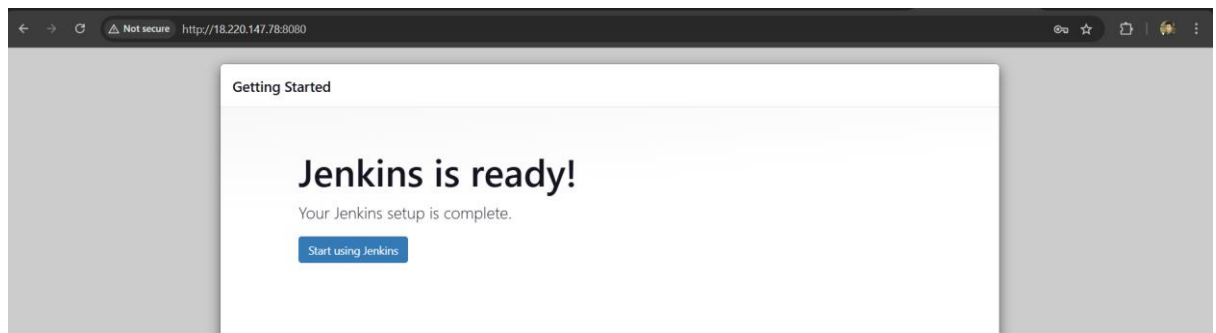 Not secure http://18.220.147.78:8080
Getting Started
Jenkins is ready!
Your Jenkins setup is complete.
Start using Jenkins